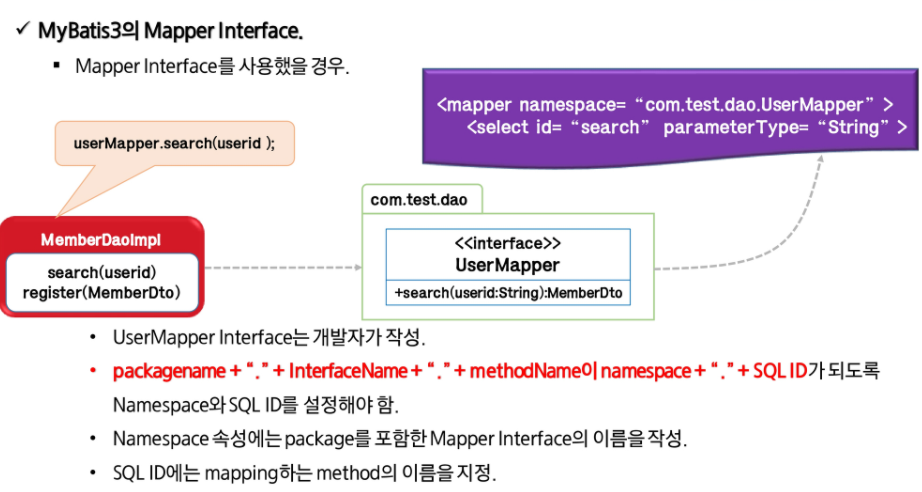 ✓ MyBatis3의 Mapper Interface.
▪ Mapper Interface를 사용했을 경우.
<mapper namespace= “com.test.dao.UserMapper” >
<select id= “search” parameterType= “String” >
userMapper.search(userid );
com.test.dao
MemberDaoImpl
search(userid)
register(MemberDto)
<<interface>>
UserMapper
+search(userid:String):MemberDto
• UserMapper Interface는 개발자가 작성.
• packagename + “.” + InterfaceName + “.” + methodName이 namespace + “.” + SQL ID가 되도록
Namespace와 SQL ID를 설정해야 함.
• Namespace 속성에는 package를 포함한 Mapper Interface의 이름을 작성.
• SQL ID에는 mapping하는 method의 이름을 지정.